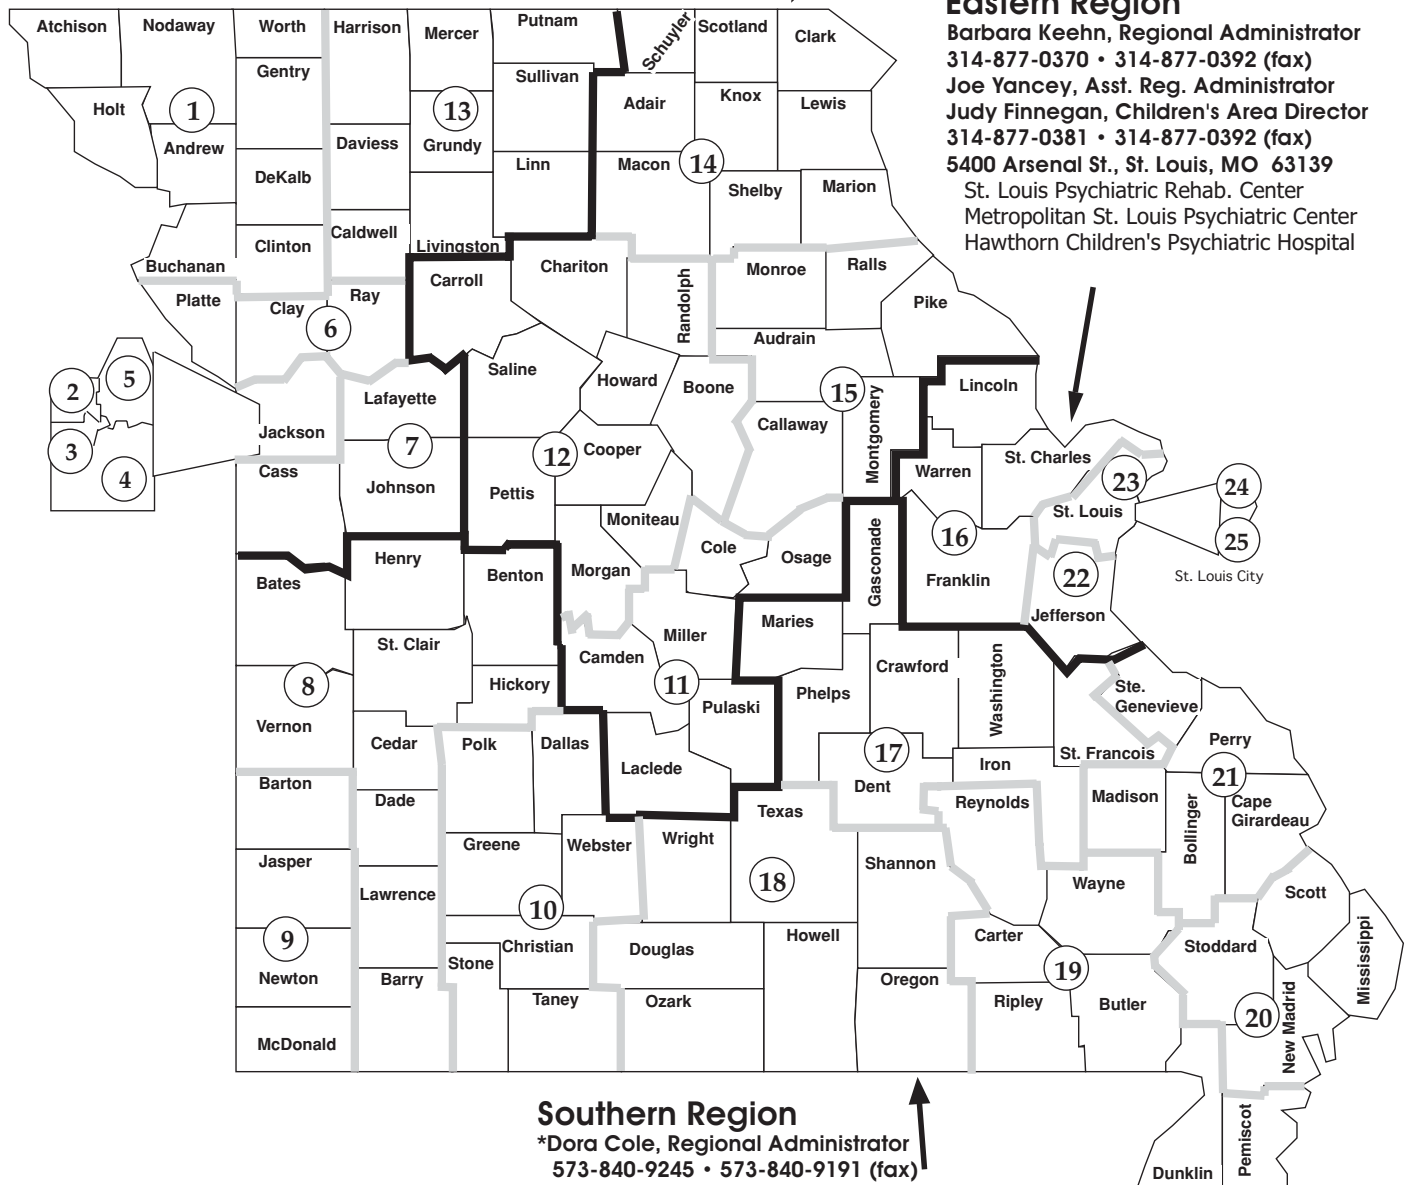 Eastern Region
Barbara Keehn, Regional Administrator
314-877-0370 • 314-877-0392 (fax)
Joe Yancey, Asst. Reg. Administrator
Judy Finnegan, Children's Area Director
314-877-0381 • 314-877-0392 (fax)
5400 Arsenal St., St. Louis, MO  63139
St. Louis Psychiatric Rehab. Center
Metropolitan St. Louis Psychiatric Center
Hawthorn Children's Psychiatric Hospital
Atchison
Nodaway
Worth
Harrison
Mercer
Putnam
Schuyler
Scotland
Clark
Gentry
Sullivan
Adair
Knox
Lewis
Holt
1
13
Andrew
Daviess
Grundy
Linn
Macon
14
DeKalb
Shelby
Marion
Caldwell
Clinton
Livingston
Buchanan
Carroll
Chariton
Randolph
Monroe
Ralls
Platte
Clay
Ray
6
Pike
Audrain
Saline
Howard
Boone
15
Lincoln
2
5
3
4
Lafayette
Jackson
7
Callaway
Montgomery
Cass
Johnson
12
Cooper
Pettis
Warren
St. Charles
23
24
25
St. Louis City
St. Louis
Moniteau
Cole
Osage
Gasconade
16
Franklin
22
Jefferson
Bates
Henry
Benton
Morgan
Maries
St. Clair
Miller
Camden
11
8
Hickory
Pulaski
Phelps
Crawford
Washington
Ste.
Genevieve
Vernon
Cedar
Polk
Dallas
Laclede
17
Dent
Iron
St. Francois
Perry
21
Barton
Dade
Texas
Reynolds
Madison
Bollinger
Cape
Girardeau
Greene
Webster
Wright
Jasper
Lawrence
18
Shannon
Wayne
Scott
10
9
Christian
Douglas
Howell
Carter
19
Stoddard
Mississippi
Newton
Barry
Stone
Taney
Ozark
Oregon
Ripley
Butler
20
New Madrid
McDonald
Southern Region
*Dora Cole, Regional Administrator
573-840-9245 • 573-840-9191 (fax)
Dunklin
Pemiscot